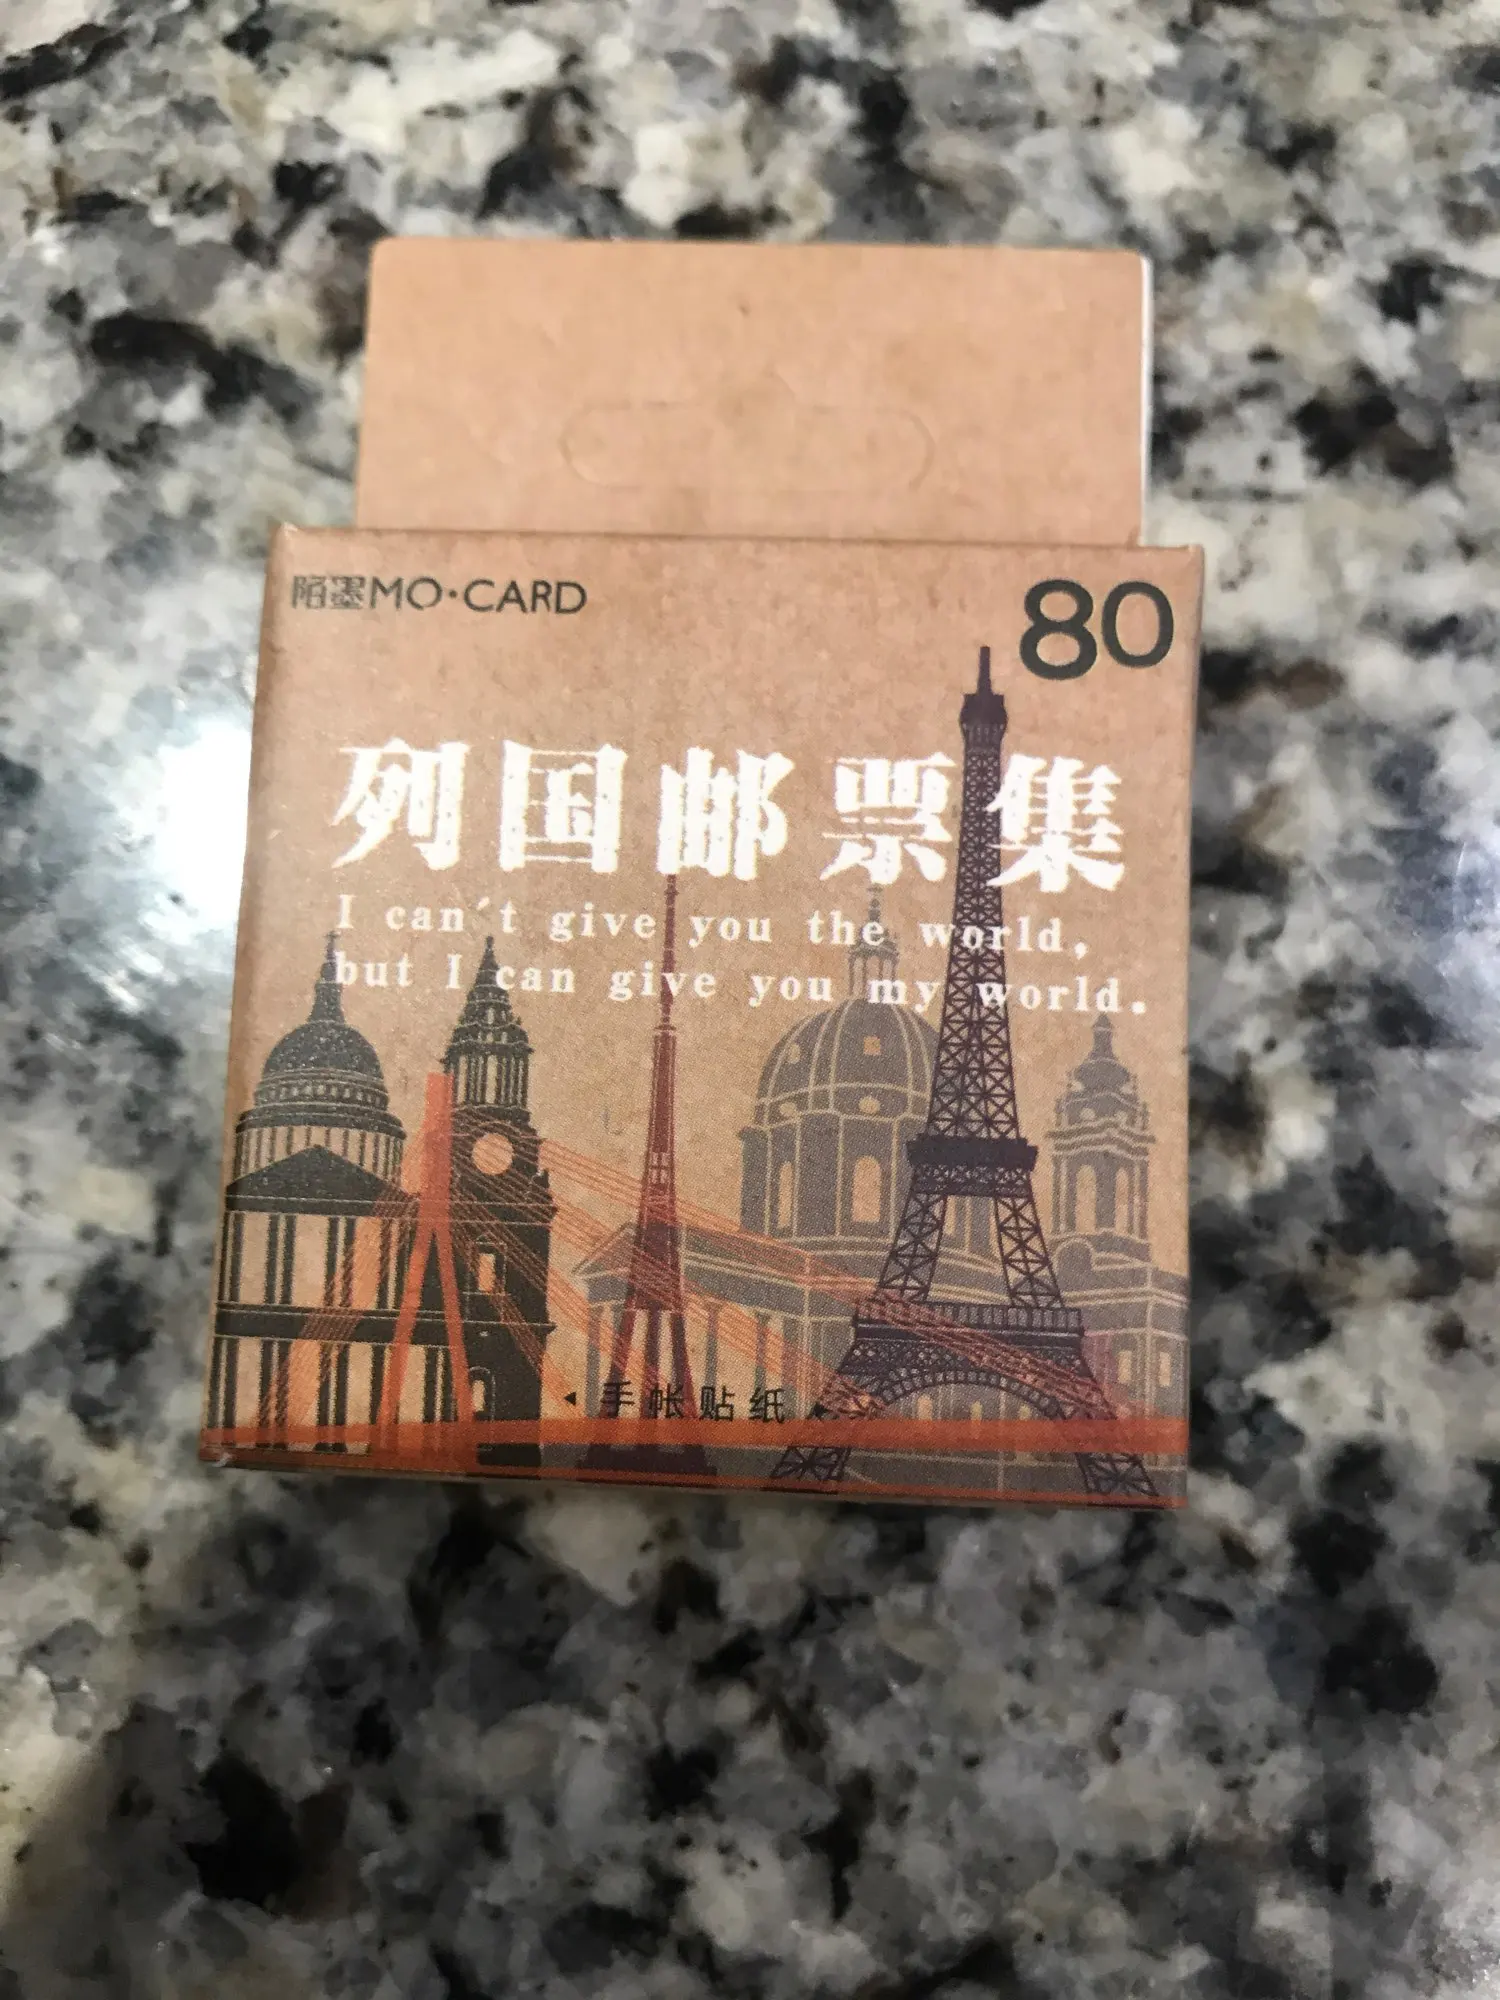 陌墨MO·CARD
80
列国邮票集
I can't give you the world,
but I can give you my world.
手帐贴纸